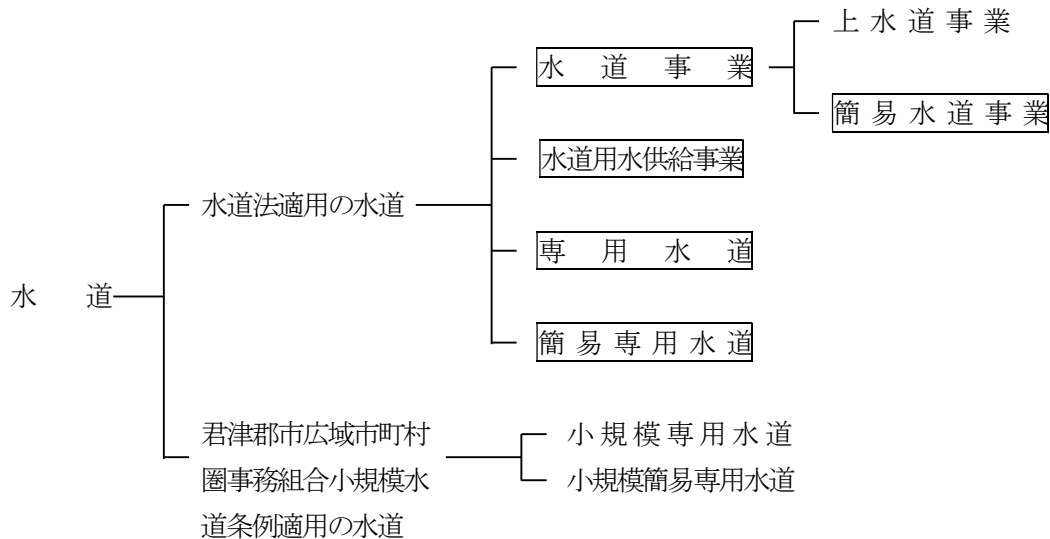 上水道事業
水道事業
簡易水道事業
水道用水供給事業
水道法適用の水道
専用水道
水道
簡易専用水道
君津郡市広域市町村
圏事務組合小規模水
道条例適用の水道
小規模専用水道
小規模簡易専用水道